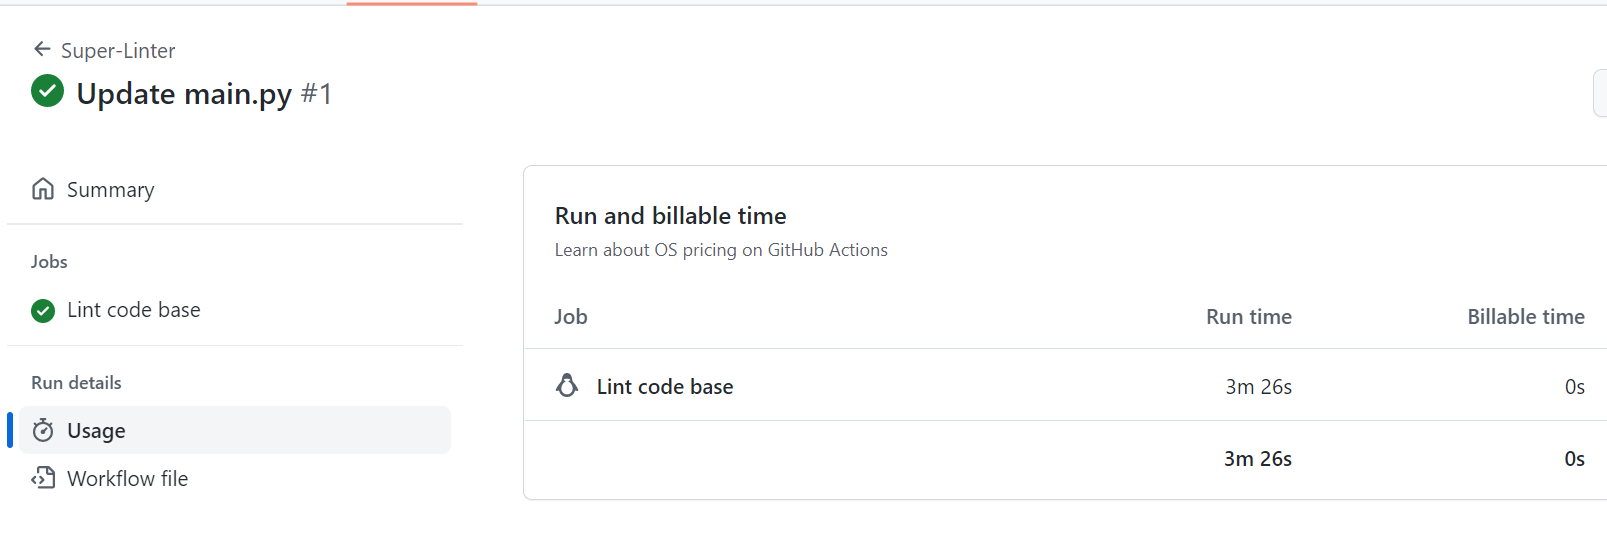 Super-Linter
Update main.py #1
Summary
Jobs
Lint code base
Run details
Usage
Workflow file
Run and billable time
Learn about OS pricing on GitHub Actions
Job Run time Billable time
Lint code base 3m 26s 0s
3m 26s 0s